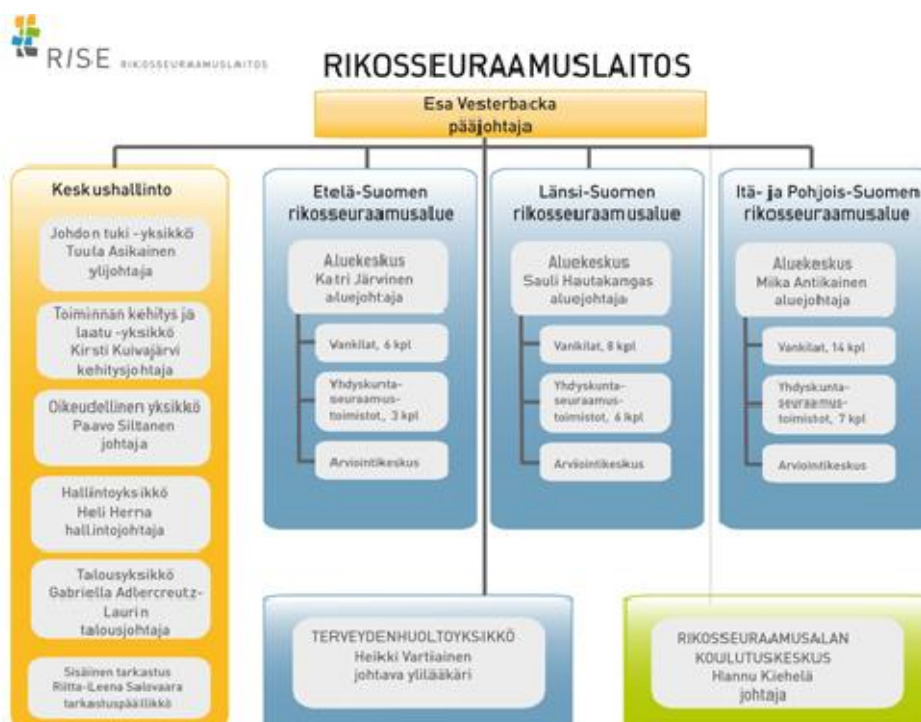 RISE RIKOSSEURAAMUSLAITOS
RIKOSSEURAAMUSLAITOS
Esa Vesterbacka
pääjohtaja
Keskushallinto
Johdon tuki -yksikkö
Tuula Asikainen
ylijohtaja
Toiminnan kehitys ja
laatu -yksikkö
Kirsti Kuivajärvi
kehitysjohtaja
Oikeudellinen yksikkö
Paavo Siltanen
johtaja
Hallintoyksikkö
Heli Herna
hallintojohtaja
Talousyksikkö
Gabriella Adlercreutz-
Laurin
talousjohtaja
Sisäinen tarkastus
Riitta-Leena Salovaara
tarkastuspäällikkö
Etelä-Suomen
rikosseuraamusalue
Aluekeskus
Katri Järvinen
aluejohtaja
Vankilat, 6 kpl
Yhdyskunta-
seuraamus-
toimistot, 3 kpl
Arviointikeskus
Länsi-Suomen
rikosseuraamusalue
Aluekeskus
Sauli Hautakangas
aluejohtaja
Vankilat, 8 kpl
Yhdyskunta-
seuraamus-
toimistot, 6 kpl
Arviointikeskus
Itä- ja Pohjois-Suomen
rikosseuraamusalue
Aluekeskus
Miika Antikainen
aluejohtaja
Vankilat, 14 kpl
Yhdyskunta-
seuraamus-
toimistot, 7 kpl
Arviointikeskus
TERVEYDENHUOLTOYKSIKKÖ
Heikki Vartiainen
johtava ylilääkäri
RIKOSSEURAAMUSALAN
KOULUTUSKESKUS
Hannu Kiehelä
johtaja